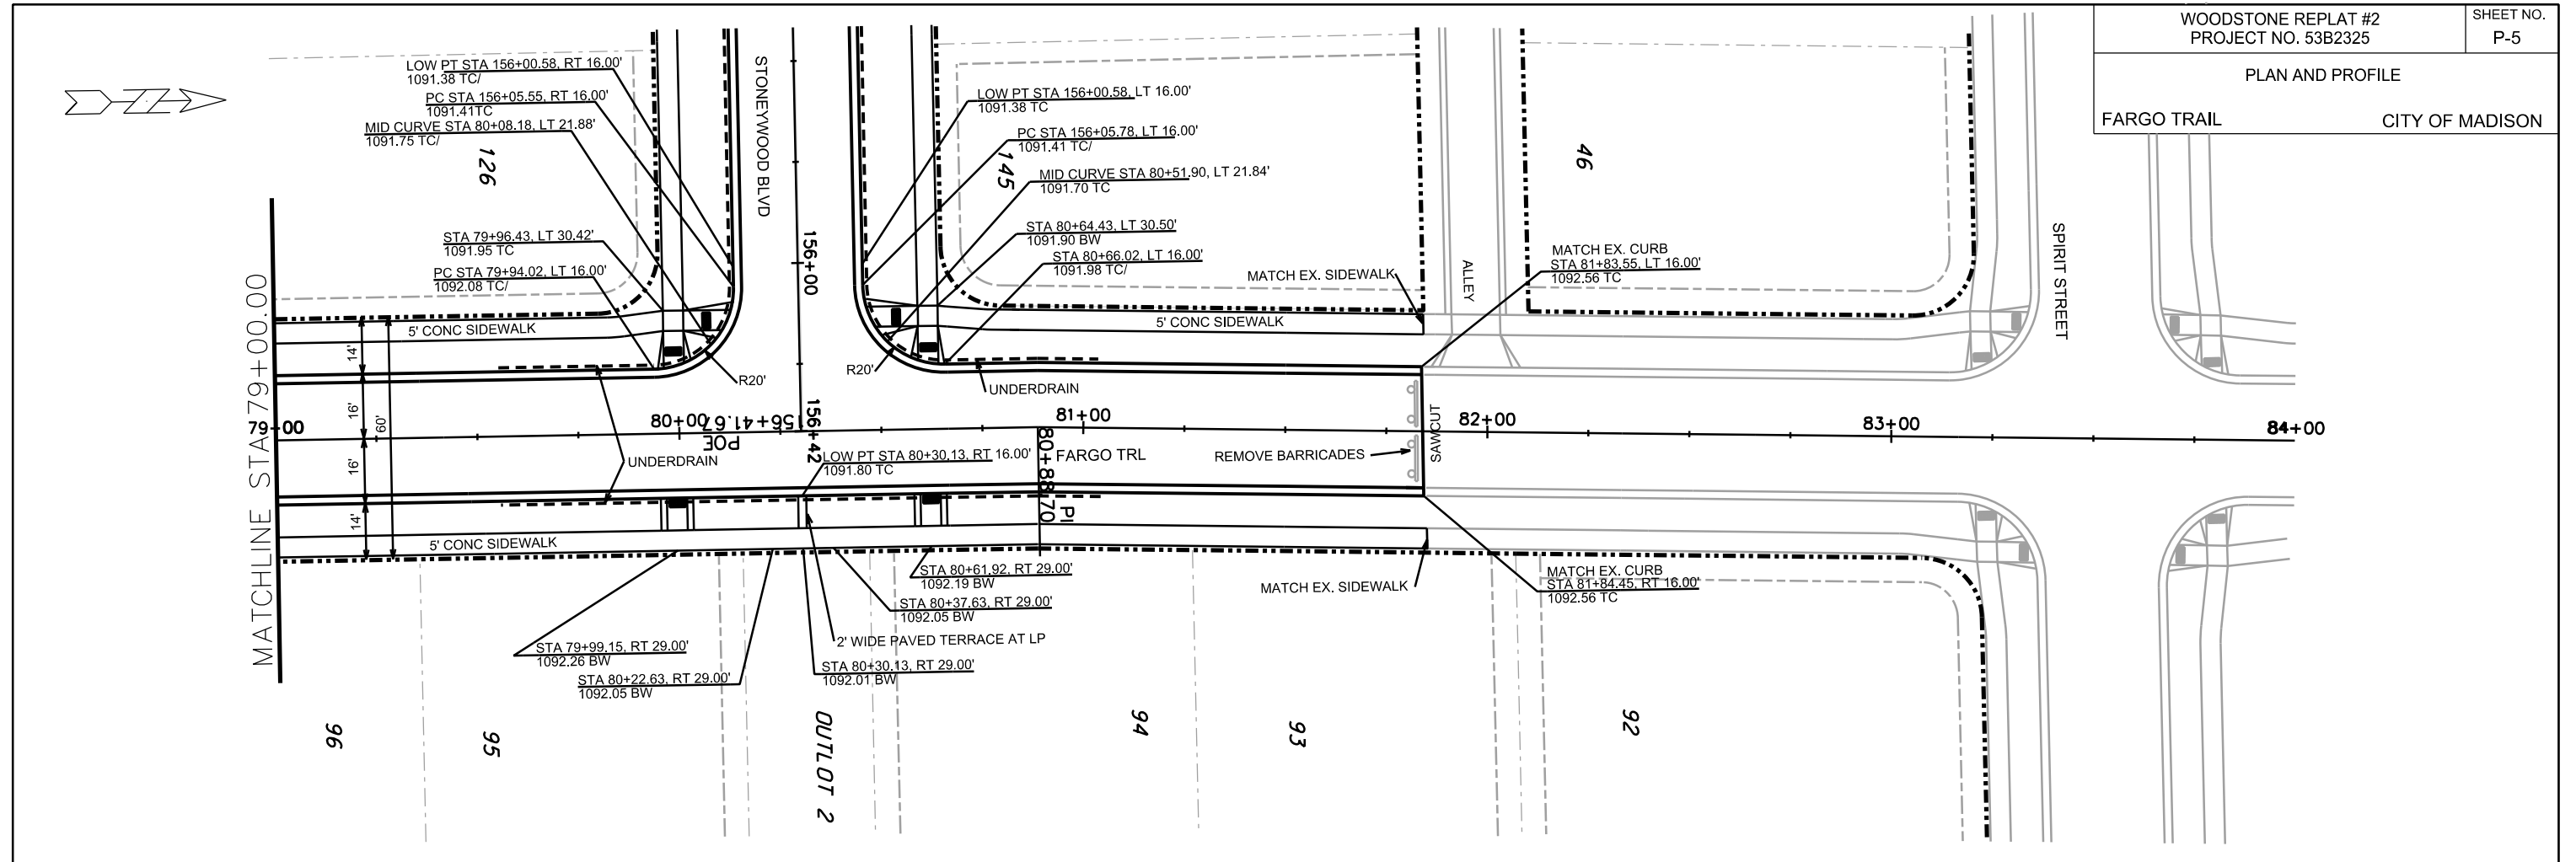 WOODSTONE REPLAT #2
PROJECT NO. 53B2325
SHEET NO.
P-5
PLAN AND PROFILE
FARGO TRAIL
CITY OF MADISON
LOW PT STA 156+00.58, RT 16.00'
1091.38 TC/
PC STA 156+05.55, RT 16.00'
1091.41TC
MID CURVE STA 80+08.18, LT 21.88'
1091.75 TC/
126
STA 79+96.43, LT 30.42'
1091.95 TC
PC STA 79+94.02, LT 16.00'
1092.08 TC/
STONEYWOOD BLVD
156+00
LOW PT STA 156+00.58, LT 16.00'
1091.38 TC
PC STA 156+05.78, LT 16.00'
1091.41 TC/
145
MID CURVE STA 80+51.90, LT 21.84'
1091.70 TC
STA 80+64.43, LT 30.50'
1091.90 BW
STA 80+66.02, LT 16.00'
1091.98 TC/
46
MATCH EX. SIDEWALK
ALLEY
MATCH EX. CURB
STA 81+83.55, LT 16.00'
1092.56 TC
SPIRIT STREET
MATCHLINE STA 79+00.00
5' CONC SIDEWALK
5' CONC SIDEWALK
14'
16'
60'
16'
14'
R20'
R20'
UNDERDRAIN
UNDERDRAIN
79+00
80+00
156+41.67
POE
156+42
81+00
82+00
83+00
84+00
SAWCUT
LOW PT STA 80+30.13, RT 16.00'
1091.80 TC
80+88.70
PI
FARGO TRL
REMOVE BARRICADES
5' CONC SIDEWALK
STA 80+61.92, RT 29.00'
1092.19 BW
STA 80+37.63, RT 29.00'
1092.05 BW
2' WIDE PAVED TERRACE AT LP
STA 80+30.13, RT 29.00'
1092.01 BW
STA 79+99.15, RT 29.00'
1092.26 BW
STA 80+22.63, RT 29.00'
1092.05 BW
MATCH EX. SIDEWALK
MATCH EX. CURB
STA 81+84.45, RT 16.00'
1092.56 TC
96
95
OUTLOT 2
94
93
92